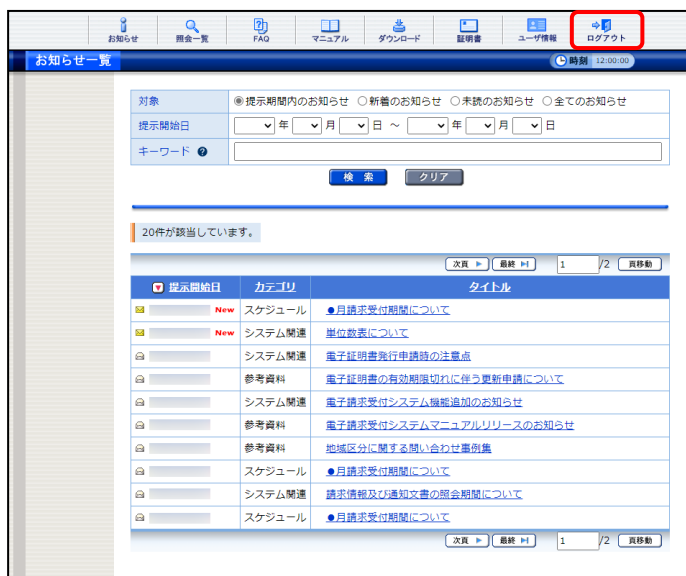 お知らせ 照会一覧 FAQ マニュアル ダウンロード 証明書 ユーザ情報 ログアウト
お知らせ一覧 時刻 12:00:00
対象 提示期間内のお知らせ 新着のお知らせ 未読のお知らせ 全てのお知らせ
提示開始日 年 月 日 ～ 年 月 日
キーワード ?
検 索 クリア
20件が該当しています。
次頁 最終 1 /2 頁移動
提示開始日 カテゴリ タイトル
New スケジュール ●月請求受付期間について
New システム関連 単位数表について
システム関連 電子証明書発行申請時の注意点
参考資料 電子証明書の有効期限切れに伴う更新申請について
システム関連 電子請求受付システム機能追加のお知らせ
参考資料 電子請求受付システムマニュアルリリースのお知らせ
参考資料 地域区分に関する問い合わせ事例集
スケジュール ●月請求受付期間について
システム関連 請求情報及び通知文書の照会期間について
スケジュール ●月請求受付期間について
次頁 最終 1 /2 頁移動